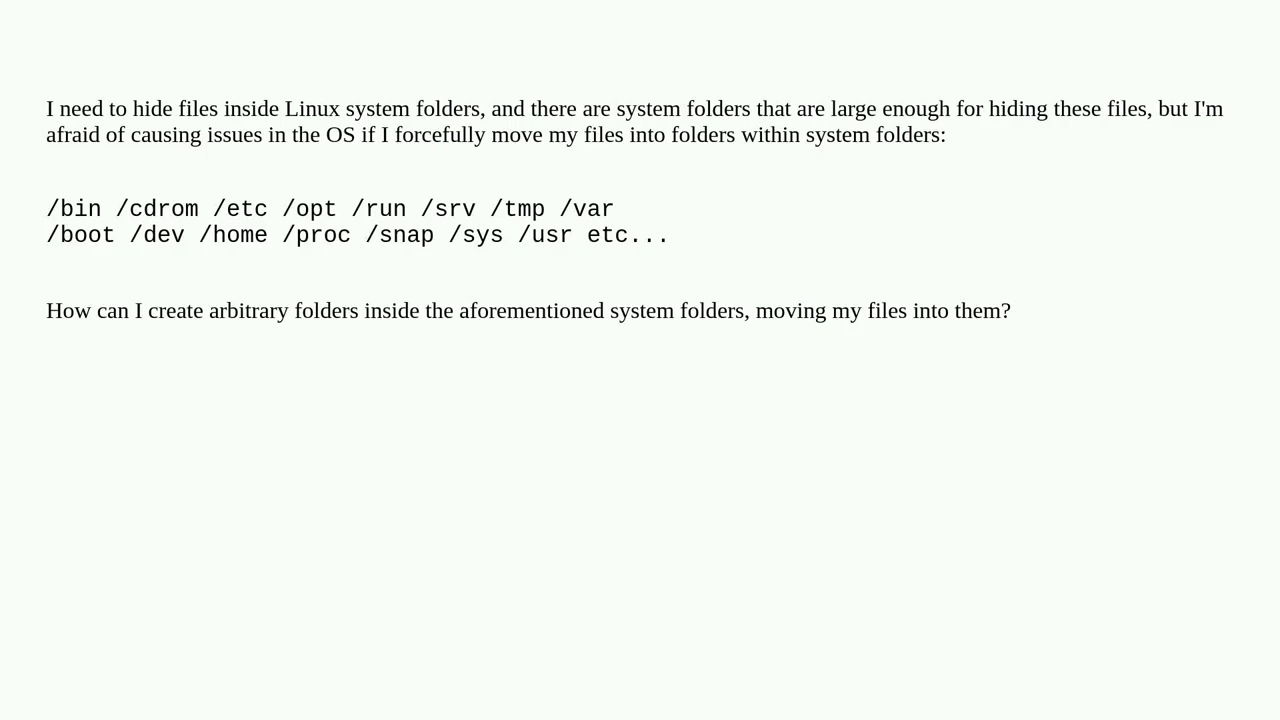 I need to hide files inside Linux system folders, and there are system folders that are large enough for hiding these files, but I'm
afraid of causing issues in the OS if I forcefully move my files into folders within system folders:
/bin /cdrom /etc /opt /run /srv /tmp /var
/boot /dev /home /proc /snap /sys /usr etc...
How can I create arbitrary folders inside the aforementioned system folders, moving my files into them?